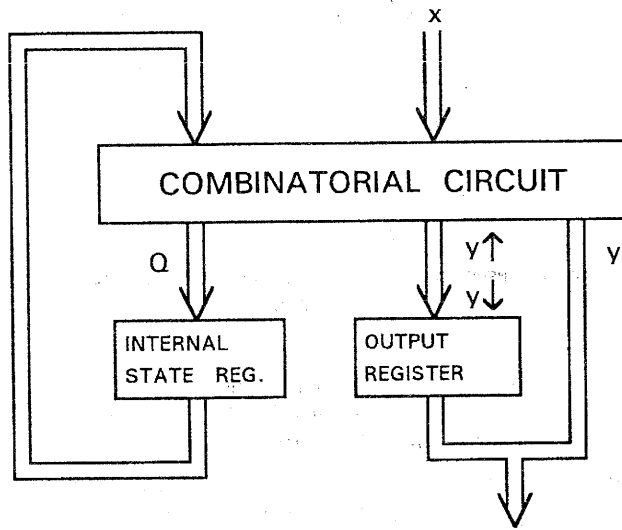 x
COMBINATORIAL CIRCUIT
Q
y↑
y
y↓
INTERNAL
STATE REG.
OUTPUT
REGISTER